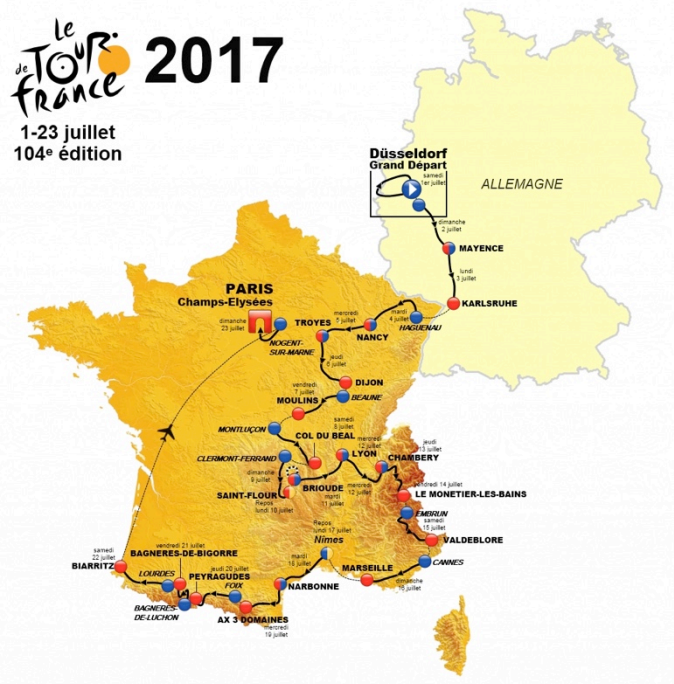 le
TOUR
de
france
2017
1-23 juillet
104e édition
Düsseldorf
Grand Départ
samedi
1er juillet
ALLEMAGNE
dimanche
2 juillet
MAYENCE
lundi
3 juillet
KARLSRUHE
PARIS
Champs-Elysées
dimanche
23 juillet
NOGENT-
SUR-MARNE
TROYES
mercredi
5 juillet
NANCY
mardi
4 juillet
HAGUENAU
jeudi
6 juillet
DIJON
vendredi
7 juillet
MOULINS
BEAUNE
MONTLUÇON
samedi
5 juillet
COL DU BEAL
CLERMONT-FERRAND
dimanche
9 juillet
SAINT-FLOUR
Repos
lundi 10 juillet
BRIOUDE
mardi
11 juillet
mercredi
12 juillet
LYON
mercredi
12 juillet
CHAMBERY
jeudi
13 juillet
vendredi 14 juillet
LE MONETIER-LES-BAINS
EMBRUN
samedi
15 juillet
VALDEBLORE
CANNES
dimanche
16 juillet
MARSEILLE
Repos
lundi 17 juillet
Nîmes
mardi
18 juillet
NARBONNE
AX 3 DOMAINES
mercredi
19 juillet
FOIX
jeudi 20 juillet
PEYRAGUDES
BAGNERES-
DE-LUCHON
vendredi 21 juillet
BAGNERES-DE-BIGORRE
LOURDES
samedi
22 juillet
BIARRITZ